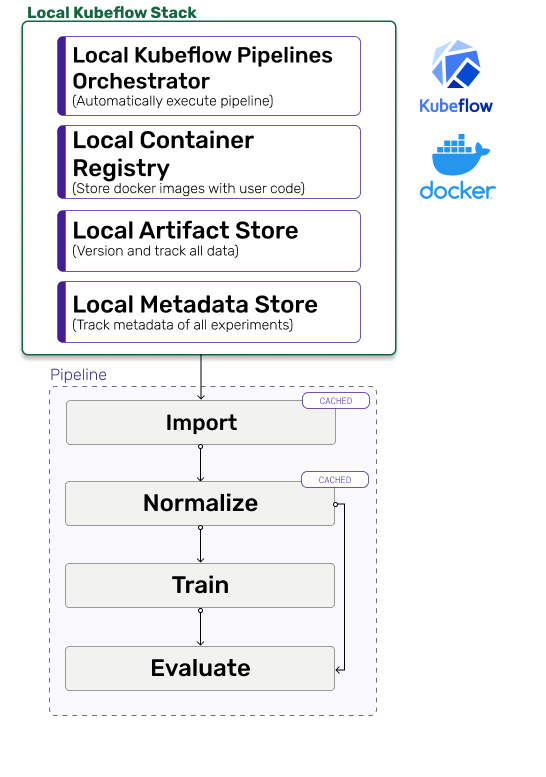 Local Kubeflow Stack
Local Kubeflow Pipelines
Orchestrator
(Automatically execute pipeline)
Kubeflow
Local Container
Registry
(Store docker images with user code)
docker
Local Artifact Store
(Version and track all data)
Local Metadata Store
(Track metadata of all experiments)
Pipeline
CACHED
Import
CACHED
Normalize
Train
Evaluate